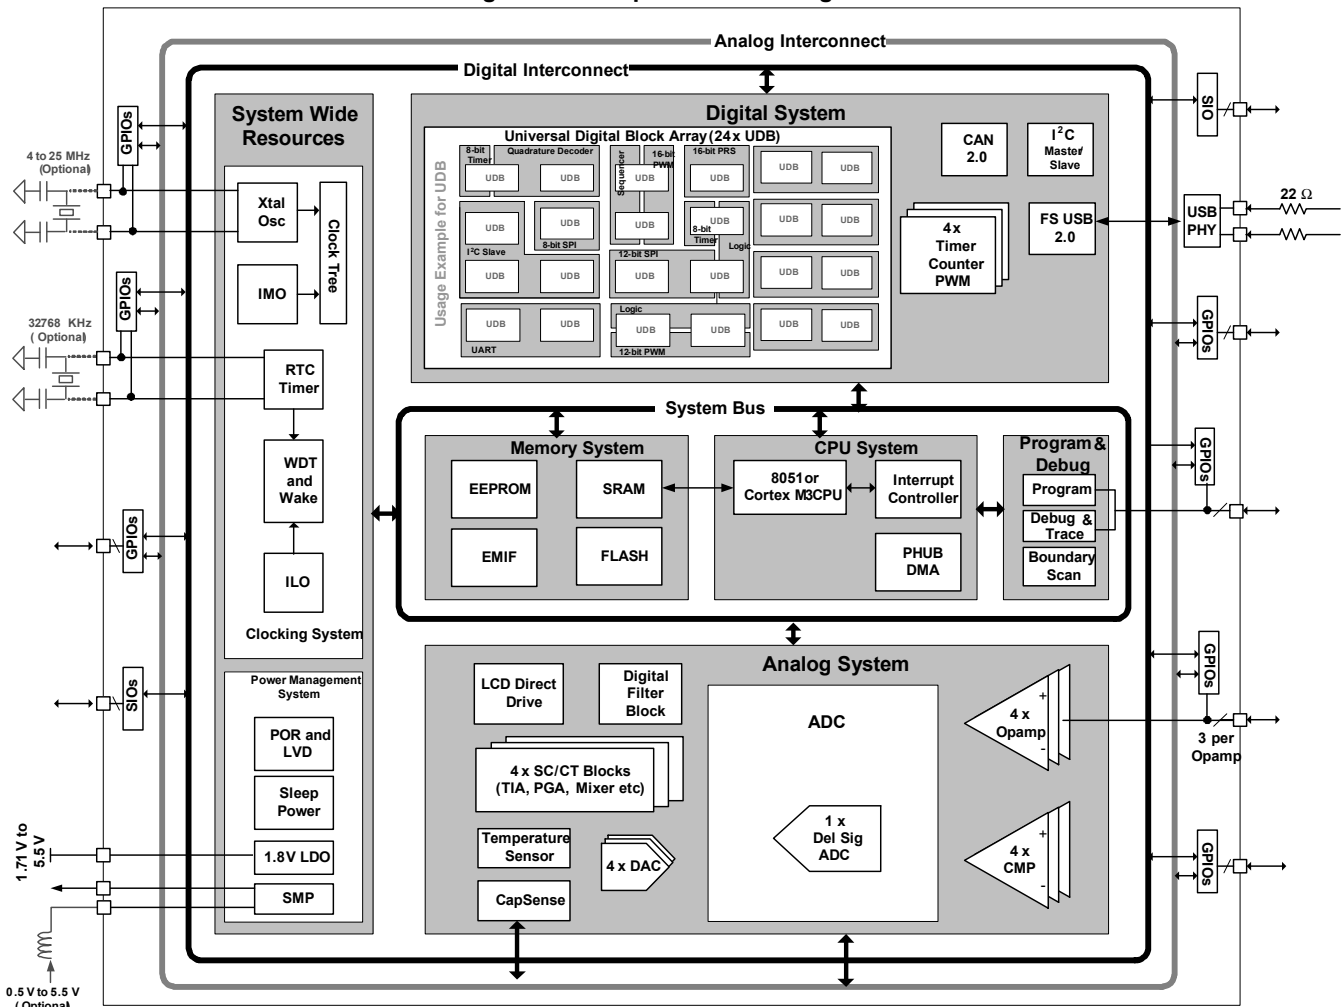 Analog Interconnect
Digital Interconnect
System Wide
Resources
Digital System
Universal Digital Block Array (24 x UDB)
Usage Example for UDB
8-bit
Timer
Quadrature Decoder
Sequencer
16-bit
PWM
16-bit PRS
UDB
UDB
UDB
UDB
UDB
UDB
UDB
UDB
UDB
8-bit
Timer
Logic
UDB
UDB
I²C Slave
8-bit SPI
12-bit SPI
UDB
UDB
UDB
UDB
UDB
UDB
Logic
UDB
UDB
UDB
UDB
UDB
UDB
UART
12-bit PWM
CAN
2.0
I²C
Master/
Slave
4 x
Timer
Counter
PWM
FS USB
2.0
USB
PHY
22 Ω
SIO
GPIOs
GPIOs
GPIOs
GPIOs
3 per
Opamp
4 to 25 MHz
(Optional)
GPIOs
Xtal
Osc
IMO
Clock Tree
32768 KHz
( Optional)
GPIOs
RTC
Timer
WDT
and
Wake
ILO
Clocking System
GPIOs
SIOs
Power Management
System
POR and
LVD
Sleep
Power
1.8V LDO
SMP
1.71 V to
5.5 V
0.5 V to 5.5 V
( Optional)
System Bus
Memory System
EEPROM
SRAM
EMIF
FLASH
CPU System
8051 or
Cortex M3CPU
Interrupt
Controller
PHUB
DMA
Program &
Debug
Program
Debug &
Trace
Boundary
Scan
Analog System
LCD Direct
Drive
Digital
Filter
Block
ADC
4 x
Opamp
+
-
4 x SC/CT Blocks
(TIA, PGA, Mixer etc)
Temperature
Sensor
4 x DAC
CapSense
1 x
Del Sig
ADC
4 x
CMP
+
-